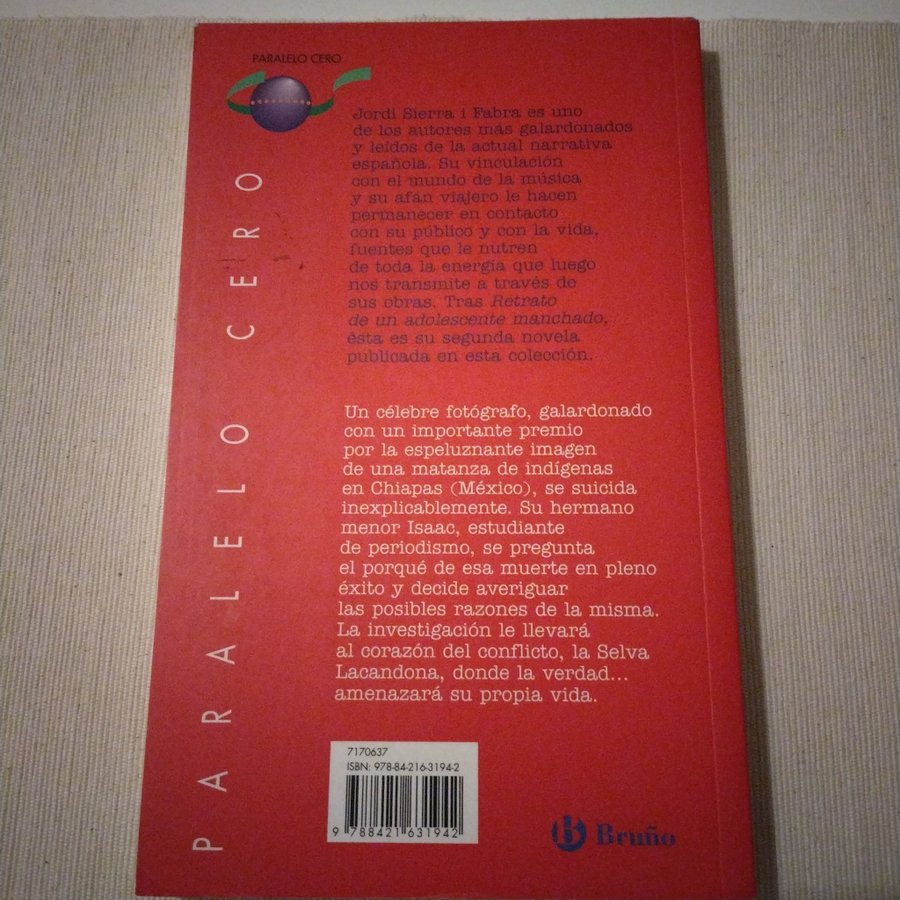 PARALELO CERO
Jordi Sierra i Fabra es uno
de los autores más galardonados
y leídos de la actual narrativa
española. Su vinculación
con el mundo de la música
y su afán viajero le hacen
permanecer en contacto
con su público y con la vida,
fuentes que le nutren
de toda la energía que luego
nos transmite a través de
sus obras. Tras Retrato
de un adolescente manchado,
ésta es su segunda novela
publicada en esta colección.
Un célebre fotógrafo, galardonado
con un importante premio
por la espeluznante imagen
de una matanza de indígenas
en Chiapas (México), se suicida
inexplicablemente. Su hermano
menor Isaac, estudiante
de periodismo, se pregunta
el porqué de esa muerte en pleno
éxito y decide averiguar
las posibles razones de la misma.
La investigación le llevará
al corazón del conflicto, la Selva
Lacandona, donde la verdad...
amenazará su propia vida.
PARALELO CERO
7170637
ISBN: 978-84-216-3194-2
9 788421 631942
Bruño